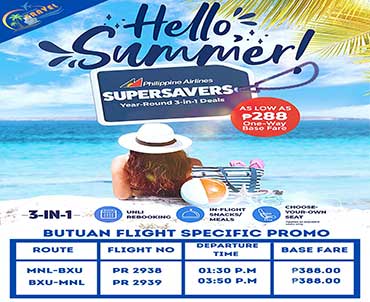 TRAVEL
Hello
Summer!
Philippine Airlines
SUPERSAVERS
Year-Round 3-in-1 Deals
AS LOW AS
₱288
One-Way
Base Fare
3-IN-1
UNLI
REBOOKING
IN-FLIGHT
SNACKS/
MEALS
CHOOSE-
YOUR-OWN
SEAT
BUTUAN FLIGHT SPECIFIC PROMO
ROUTE FLIGHT NO DEPARTURE TIME BASE FARE
MNL-BXU PR 2938 01:30 P.M ₱388.00
BXU-MNL PR 2939 03:50 P.M ₱388.00